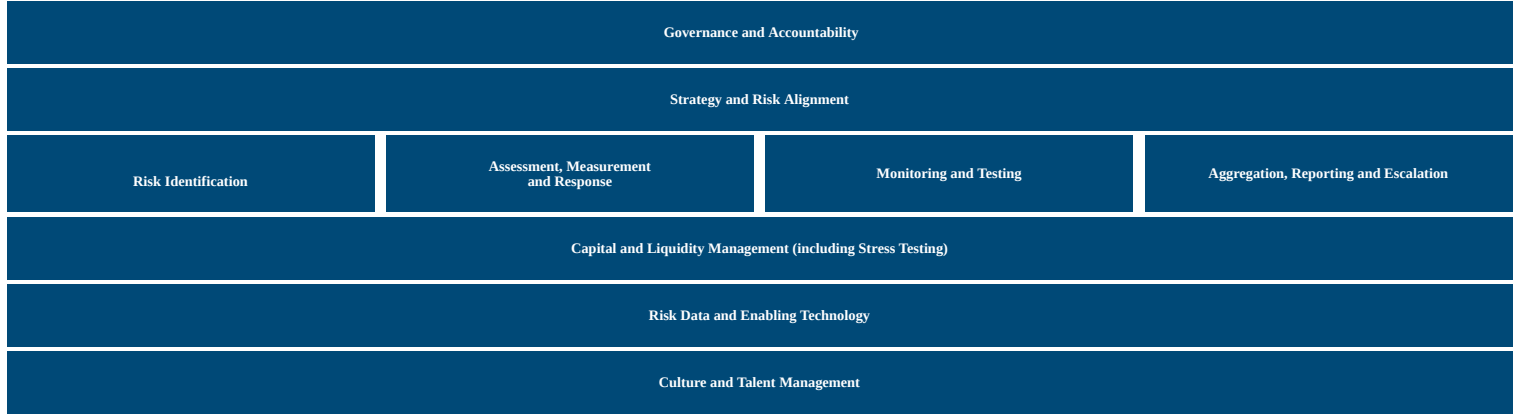 Governance and Accountability
Strategy and Risk Alignment
Risk Identification
Assessment, Measurement
and Response
Monitoring and Testing
Aggregation, Reporting and Escalation
Capital and Liquidity Management (including Stress Testing)
Risk Data and Enabling Technology
Culture and Talent Management